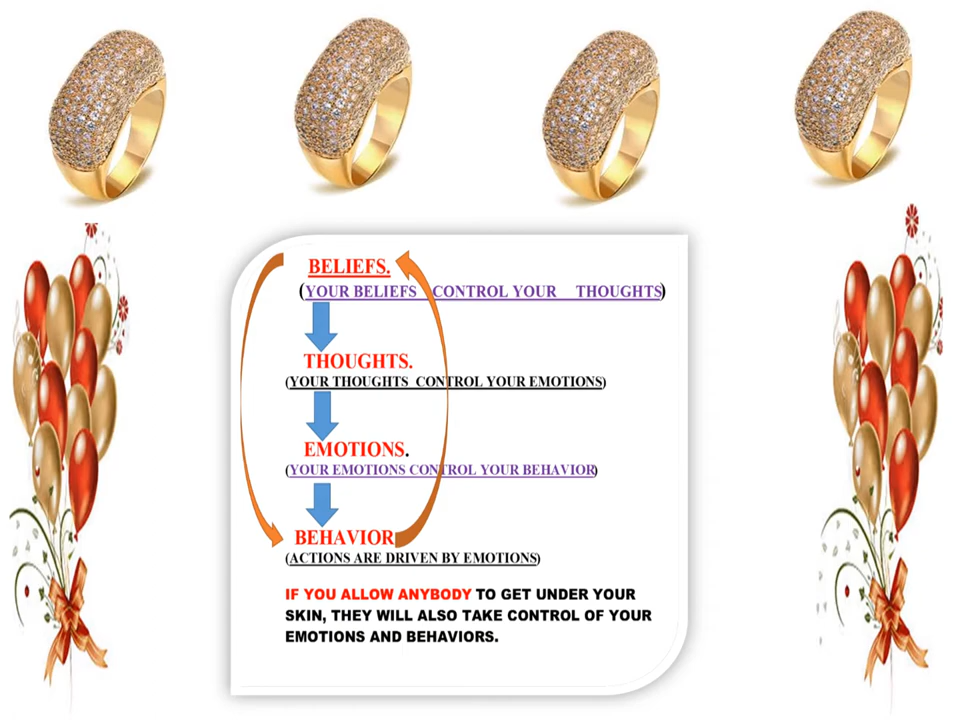 BELIEFS.
(YOUR BELIEFS CONTROL YOUR THOUGHTS)
THOUGHTS.
(YOUR THOUGHTS CONTROL YOUR EMOTIONS)
EMOTIONS.
(YOUR EMOTIONS CONTROL YOUR BEHAVIOR)
BEHAVIOR
(ACTIONS ARE DRIVEN BY EMOTIONS)
IF YOU ALLOW ANYBODY TO GET UNDER YOUR
SKIN, THEY WILL ALSO TAKE CONTROL OF YOUR
EMOTIONS AND BEHAVIORS.